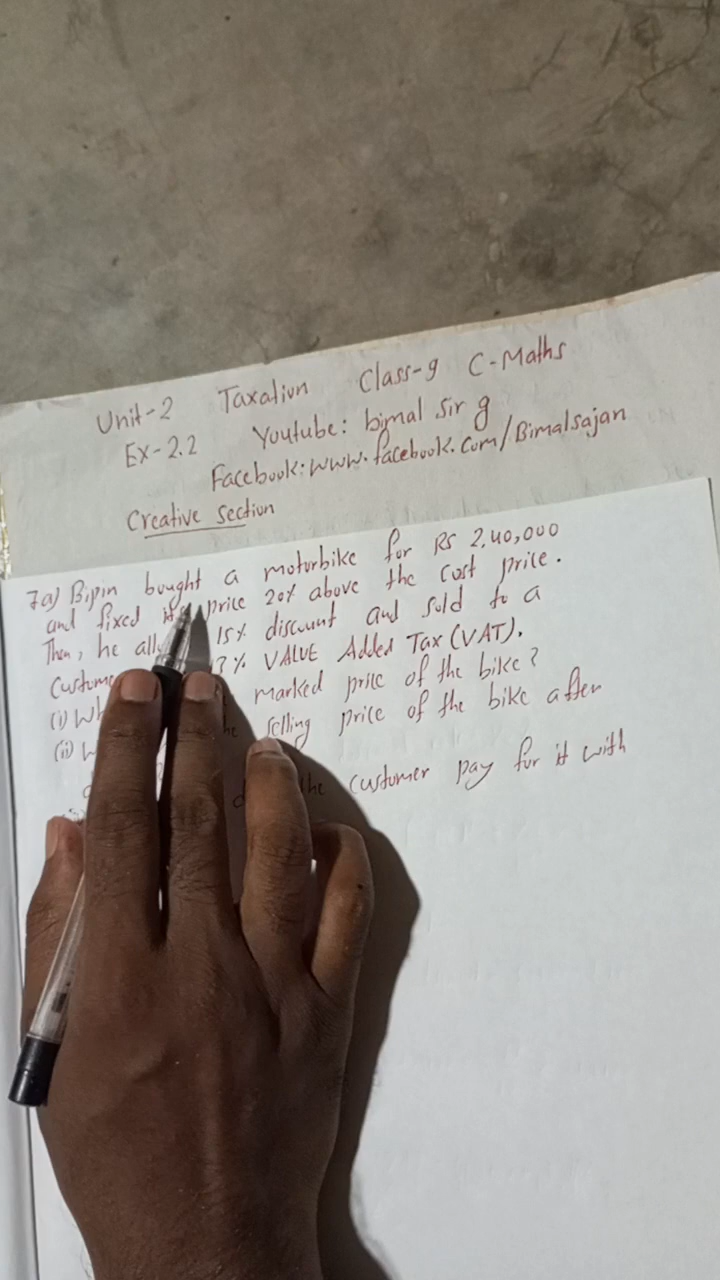 Unit-2 Taxation Class-9 C-Maths
Ex-2.2 Youtube: bimal sir g
Facebook: www.facebook.com/Bimalsajan
Creative section
7a) Bipin bought a motorbike for RS 2,40,000
and fixed price 20% above the cost price.
Then, he 15% discount and sold to a
% VALUE Added Tax (VAT).
(i) marked price of the bike?
(ii) selling price of the bike after
the customer pay for it with